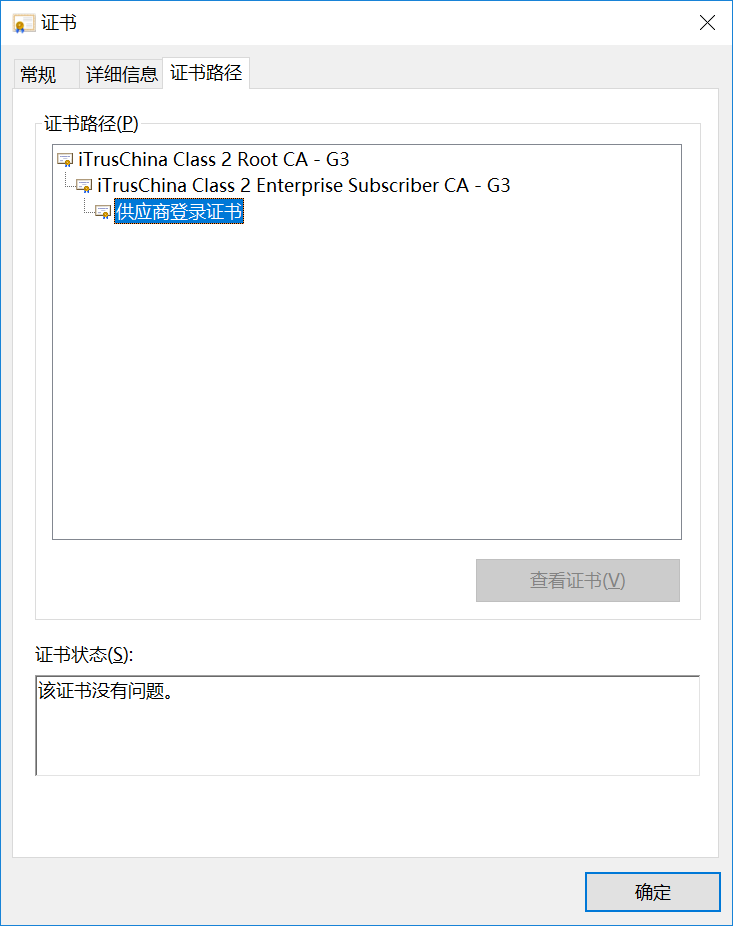 证书
常规
详细信息
证书路径
证书路径(P)
iTrusChina Class 2 Root CA - G3
iTrusChina Class 2 Enterprise Subscriber CA - G3
供应商登录证书
查看证书(V)
证书状态(S):
该证书没有问题。
确定